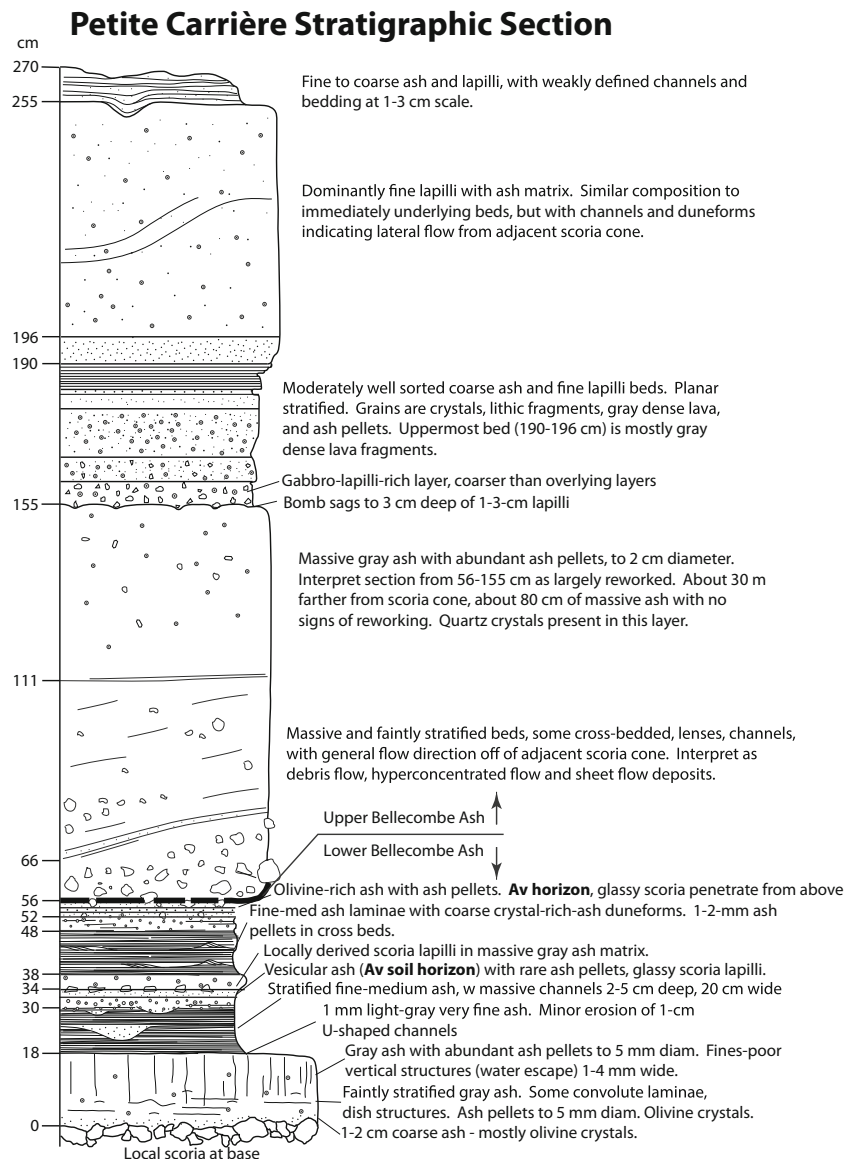 Petite Carrière Stratigraphic Section
cm
270
Fine to coarse ash and lapilli, with weakly defined channels and
bedding at 1-3 cm scale.
255
Dominantly fine lapilli with ash matrix.  Similar composition to
immediately underlying beds, but with channels and duneforms
indicating lateral flow from adjacent scoria cone.
196
190
Moderately well sorted coarse ash and fine lapilli beds.  Planar
stratified.  Grains are crystals, lithic fragments, gray dense lava,
and ash pellets.  Uppermost bed (190-196 cm) is mostly gray
dense lava fragments.
Gabbro-lapilli-rich layer, coarser than overlying layers
155
Bomb sags to 3 cm deep of 1-3-cm lapilli
Massive gray ash with abundant ash pellets, to 2 cm diameter.
Interpret section from 56-155 cm as largely reworked.  About 30 m
farther from scoria cone, about 80 cm of massive ash with no
signs of reworking.  Quartz crystals present in this layer.
111
Massive and faintly stratified beds, some cross-bedded, lenses, channels,
with general flow direction off of adjacent scoria cone.  Interpret as
debris flow, hyperconcentrated flow and sheet flow deposits.
Upper Bellecombe Ash
Lower Bellecombe Ash
66
Olivine-rich ash with ash pellets.  Av horizon, glassy scoria penetrate from above
56
Fine-med ash laminae with coarse crystal-rich-ash duneforms.  1-2-mm ash
pellets in cross beds.
52
48
Locally derived scoria lapilli in massive gray ash matrix.
Vesicular ash (Av soil horizon) with rare ash pellets, glassy scoria lapilli.
38
Stratified fine-medium ash, w massive channels 2-5 cm deep, 20 cm wide
34
1 mm light-gray very fine ash.  Minor erosion of 1-cm
U-shaped channels
30
Gray ash with abundant ash pellets to 5 mm diam.  Fines-poor
vertical structures (water escape) 1-4 mm wide.
18
Faintly stratified gray ash.  Some convolute laminae,
dish structures.  Ash pellets to 5 mm diam. Olivine crystals.
0
1-2 cm coarse ash - mostly olivine crystals.
Local scoria at base